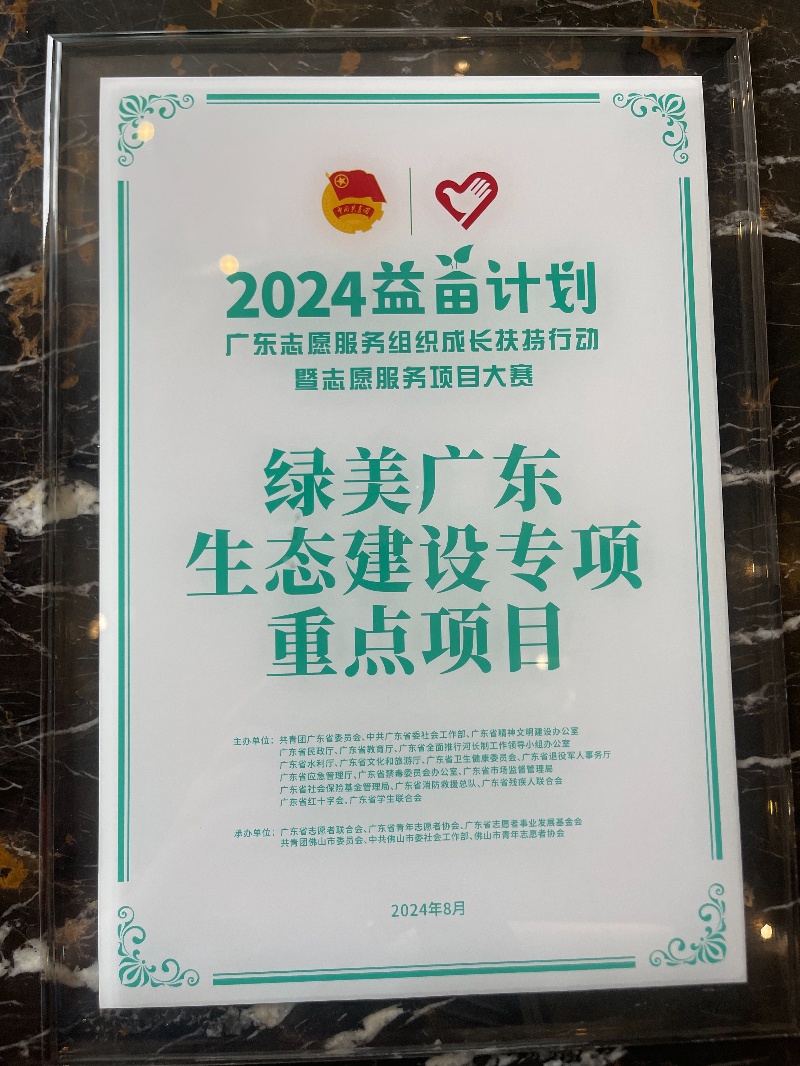 中国共青团
2024益苗计划
广东志愿服务组织成长扶持行动
暨志愿服务项目大赛
绿美广东
生态建设专项
重点项目
主办单位：共青团广东省委员会、中共广东省委社会工作部、广东省精神文明建设办公室
广东省民政厅、广东省教育厅、广东省全面推行河长制工作领导小组办公室
广东省水利厅、广东省文化和旅游厅、广东省卫生健康委员会、广东省退役军人事务厅
广东省应急管理厅、广东省禁毒委员会办公室、广东省市场监督管理局
广东省社会保险基金管理局、广东省消防救援总队、广东省残疾人联合会
广东省红十字会、广东省学生联合会
承办单位：广东省志愿者联合会、广东省青年志愿者协会、广东省志愿者事业发展基金会
共青团佛山市委员会、中共佛山市委社会工作部、佛山市青年志愿者协会
2024年8月